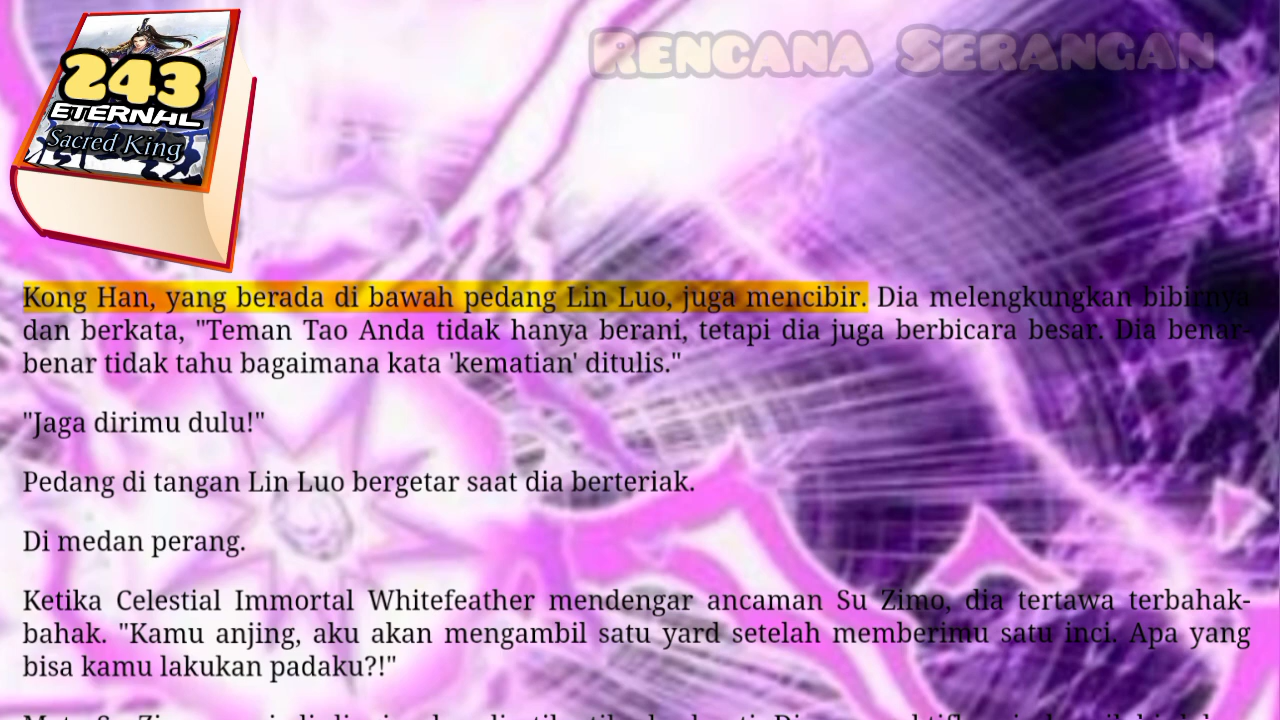 243
ETERNAL
Sacred King
Rencana Serangan
Kong Han, yang berada di bawah pedang Lin Luo, juga mencibir. Dia melengkungkan bibirnya
dan berkata, "Teman Tao Anda tidak hanya berani, tetapi dia juga berbicara besar. Dia benar-
benar tidak tahu bagaimana kata 'kematian' ditulis."
"Jaga dirimu dulu!"
Pedang di tangan Lin Luo bergetar saat dia berteriak.
Di medan perang.
Ketika Celestial Immortal Whitefeather mendengar ancaman Su Zimo, dia tertawa terbahak-
bahak. "Kamu anjing, aku akan mengambil satu yard setelah memberimu satu inci. Apa yang
bisa kamu lakukan padaku?!"